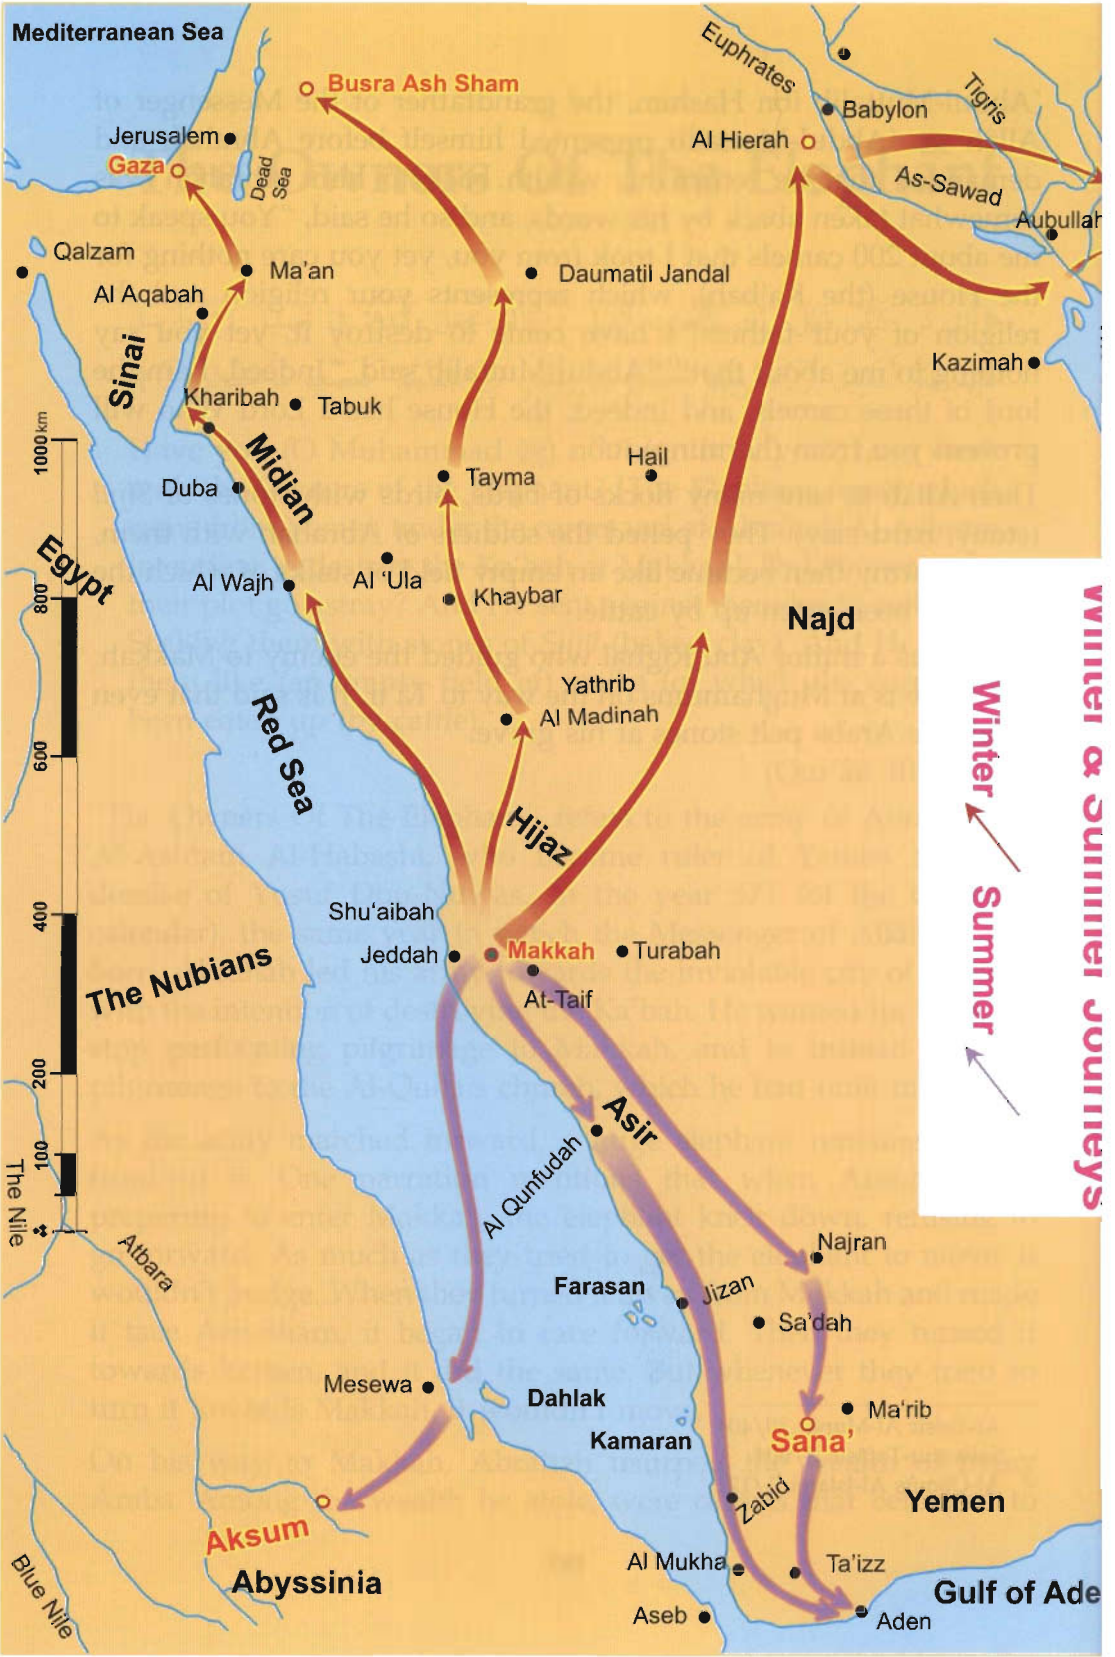 Mediterranean Sea
Euphrates
Tigris
Busra Ash Sham
Babylon
Jerusalem
Al Hierah
Gaza
Dead
Sea
As-Sawad
Aubullah
Qalzam
Ma'an
Daumatil Jandal
Al Aqabah
Sinai
Kazimah
Kharibah
Tabuk
1000 km
Midian
Hail
Tayma
Duba
Egypt
Al Wajh
Al 'Ula
Khaybar
800
Najd
Winter & Summer Journeys
Winter
Summer
Yathrib
Al Madinah
Red Sea
600
Hijaz
Shu'aibah
400
Jeddah
Makkah
Turabah
The Nubians
At-Taif
200
Asir
100
Al Qunfudah
The Nile
Atbara
Najran
Farasan
Jizan
Sa'dah
Mesewa
Dahlak
Ma'rib
Kamaran
Sana'
Zabid
Yemen
Aksum
Al Mukha
Ta'izz
Abyssinia
Gulf of Ade
Blue Nile
Aseb
Aden